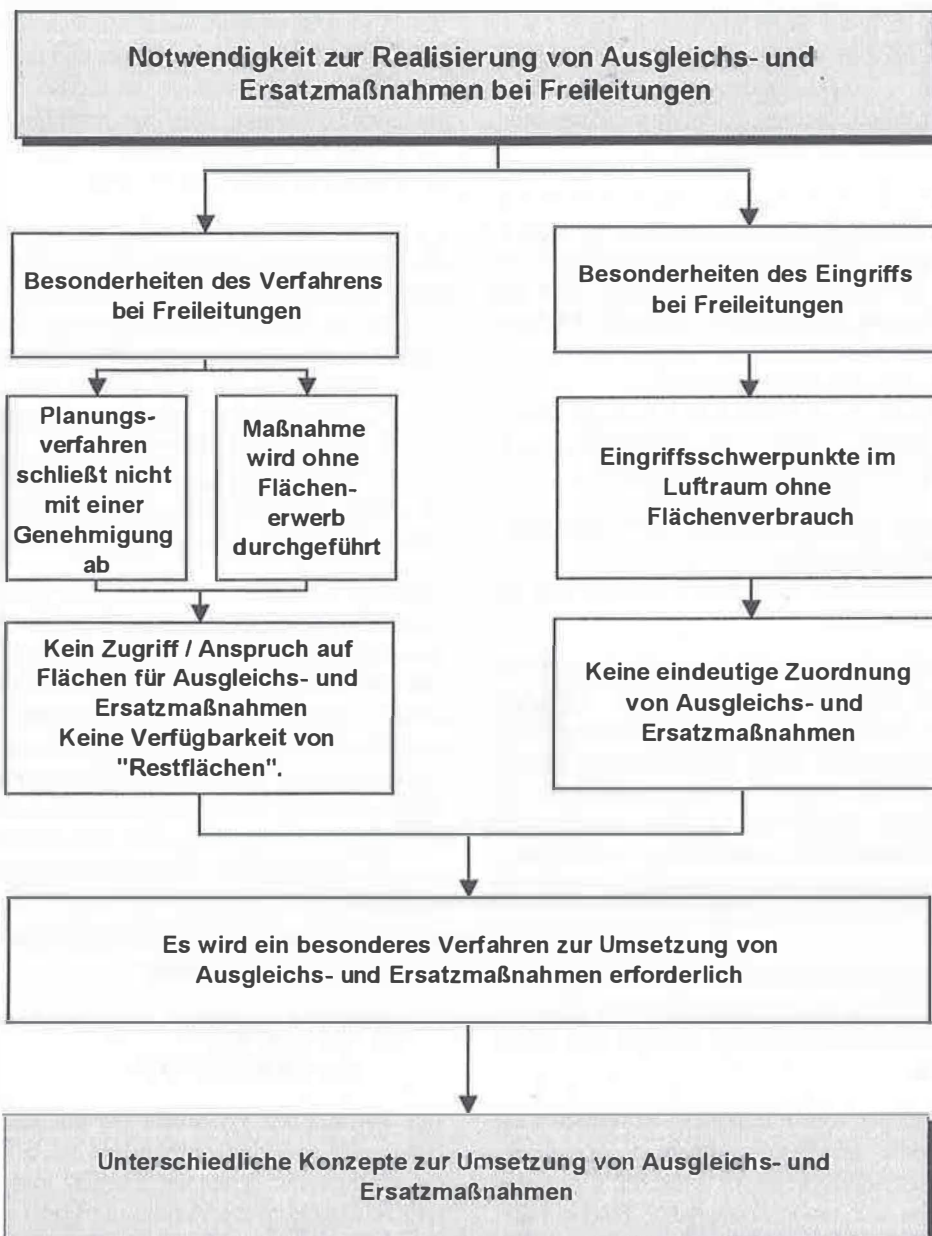 Notwendigkeit zur Realisierung von Ausgleichs- und
Ersatzmaßnahmen bei Freileitungen
Besonderheiten des Verfahrens
bei Freileitungen
Besonderheiten des Eingriffs
bei Freileitungen
Planungs-
verfahren
schließt nicht
mit einer
Genehmigung
ab
Maßnahme
wird ohne
Flächen-
erwerb
durchgeführt
Eingriffsschwerpunkte im
Luftraum ohne
Flächenverbrauch
Kein Zugriff / Anspruch auf
Flächen für Ausgleichs- und
Ersatzmaßnahmen
Keine Verfügbarkeit von
"Restflächen".
Keine eindeutige Zuordnung
von Ausgleichs- und
Ersatzmaßnahmen
Es wird ein besonderes Verfahren zur Umsetzung von
Ausgleichs- und Ersatzmaßnahmen erforderlich
Unterschiedliche Konzepte zur Umsetzung von Ausgleichs- und
Ersatzmaßnahmen